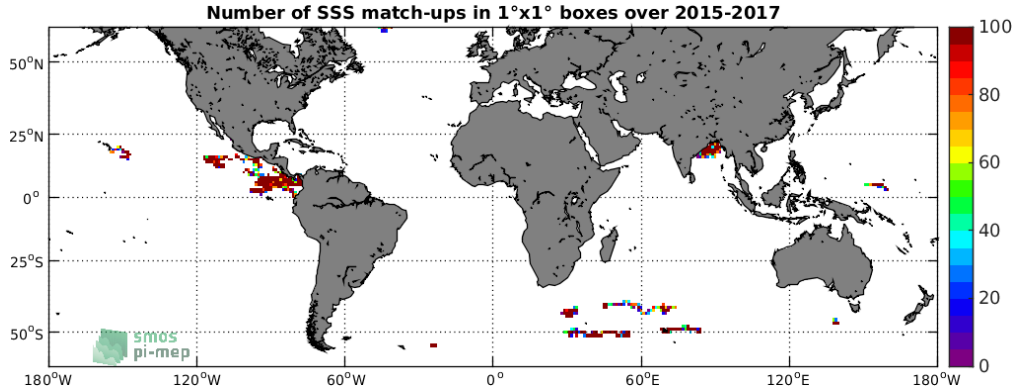 Number of SSS match-ups in 1°x1° boxes over 2015-2017
50°N
25°N
0°
25°S
50°S
180°W
120°W
60°W
0°
60°E
120°E
180°E
100
80
60
40
20
0
smos
pi-mep